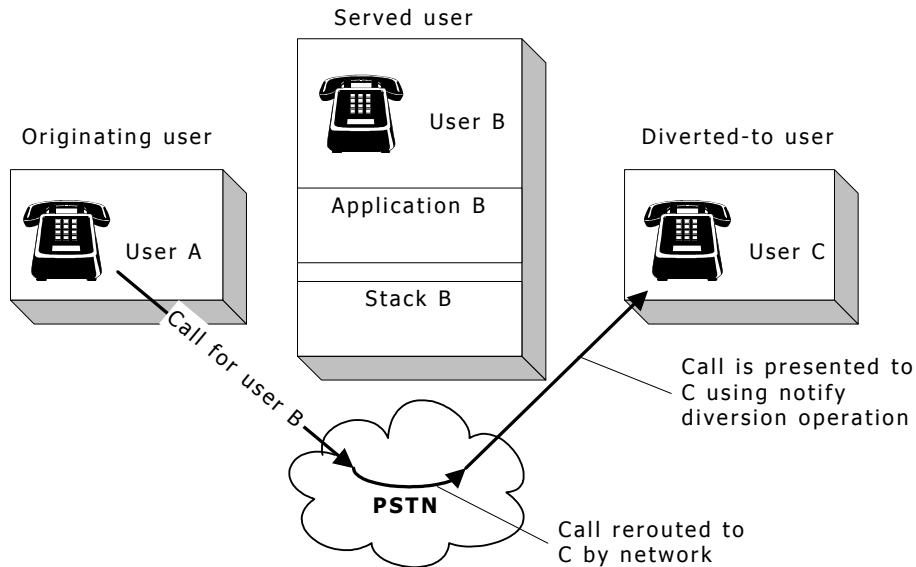 Served user
User B
Originating user
Diverted-to user
Application B
User A
User C
Stack B
Call for user B
Call is presented to
C using notify
diversion operation
PSTN
Call rerouted to
C by network